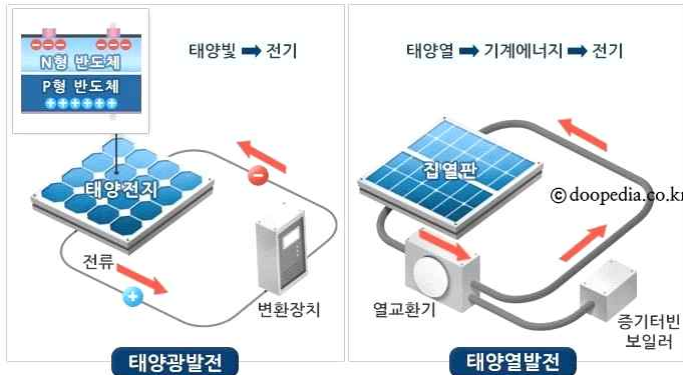 N형 반도체
P형 반도체
태양빛 ➡ 전기
태양전지
전류
변환장치
태양광발전
태양열 ➡ 기계에너지 ➡ 전기
집열판
ⓒdoopedia.co.kr
열교환기
증기터빈
보일러
태양열발전